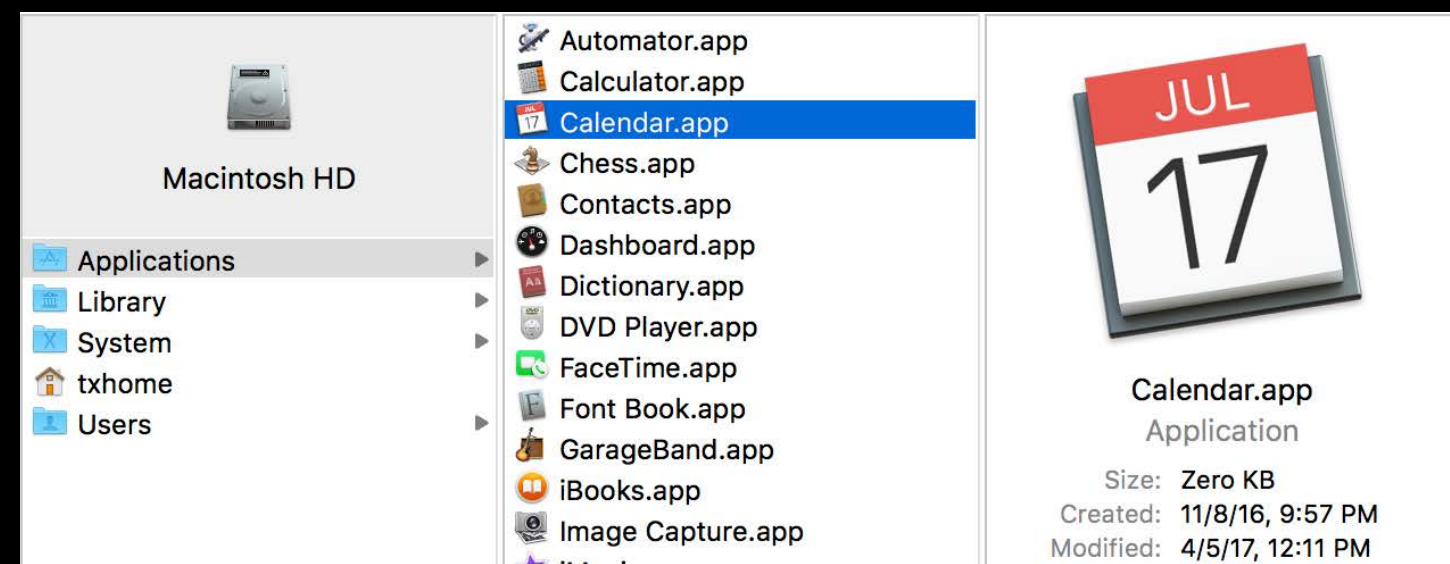 Macintosh HD
Applications
Library
System
txhome
Users
Automator.app
Calculator.app
Calendar.app
Chess.app
Contacts.app
Dashboard.app
Dictionary.app
DVD Player.app
FaceTime.app
Font Book.app
GarageBand.app
iBooks.app
Image Capture.app
JUL
17
Calendar.app
Application
Size: Zero KB
Created: 11/8/16, 9:57 PM
Modified: 4/5/17, 12:11 PM